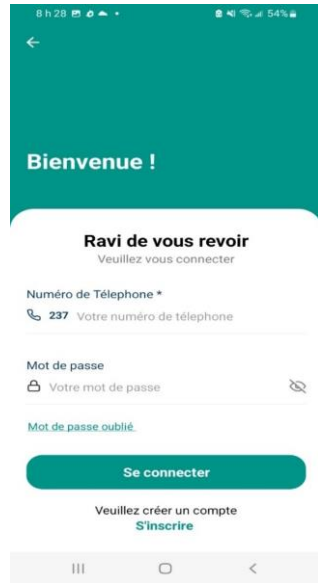 8 h 28 54%
Bienvenue !
Ravi de vous revoir
Veuillez vous connecter
Numéro de Télephone *
237 Votre numéro de télephone
Mot de passe
Votre mot de passe
Mot de passe oublié
Se connecter
Veuillez créer un compte
S'inscrire